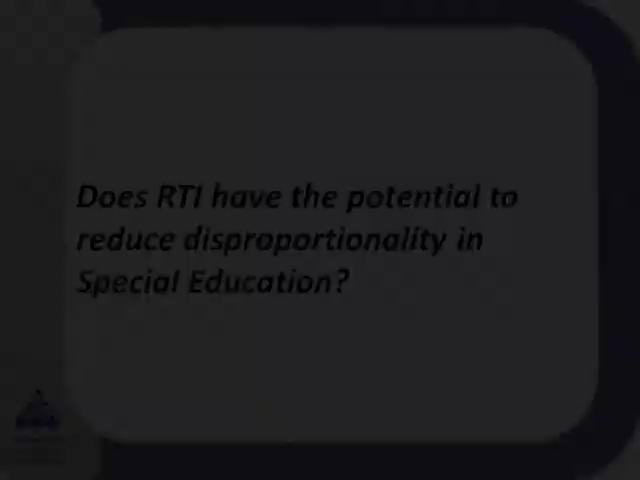 Does RTI have the potential to
reduce disproportionality in
Special Education?